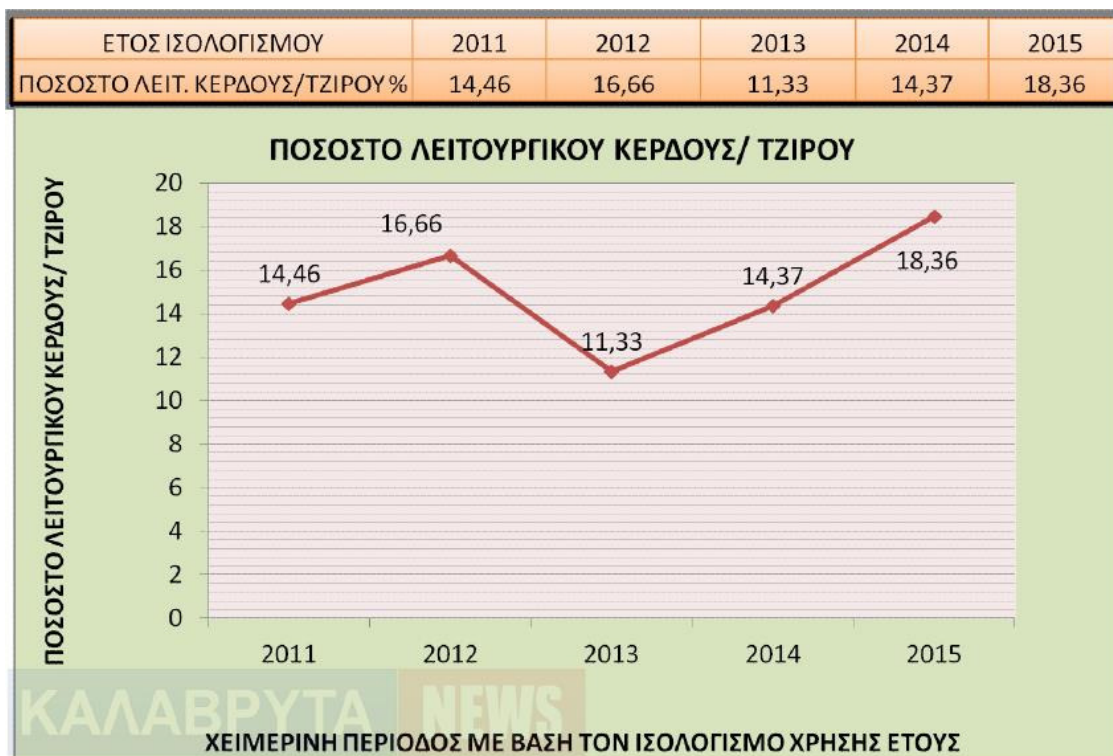 ΕΤΟΣ ΙΣΟΛΟΓΙΣΜΟΥ 2011 2012 2013 2014 2015
ΠΟΣΟΣΤΟ ΛΕΙΤ. ΚΕΡΔΟΥΣ/ΤΖΙΡΟΥ % 14,46 16,66 11,33 14,37 18,36
ΠΟΣΟΣΤΟ ΛΕΙΤΟΥΡΓΙΚΟΥ ΚΕΡΔΟΥΣ/ ΤΖΙΡΟΥ
ΠΟΣΟΣΤΟ ΛΕΙΤΟΥΡΓΙΚΟΥ ΚΕΡΔΟΥΣ/ ΤΖΙΡΟΥ
20
18
16
14
12
10
8
6
4
2
0
14,46
16,66
11,33
14,37
18,36
2011 2012 2013 2014 2015
ΚΑΛΑΒΡΥΤΑ NEWS
ΧΕΙΜΕΡΙΝΗ ΠΕΡΙΟΔΟΣ ΜΕ ΒΑΣΗ ΤΟΝ ΙΣΟΛΟΓΙΣΜΟ ΧΡΗΣΗΣ ΕΤΟΥΣ